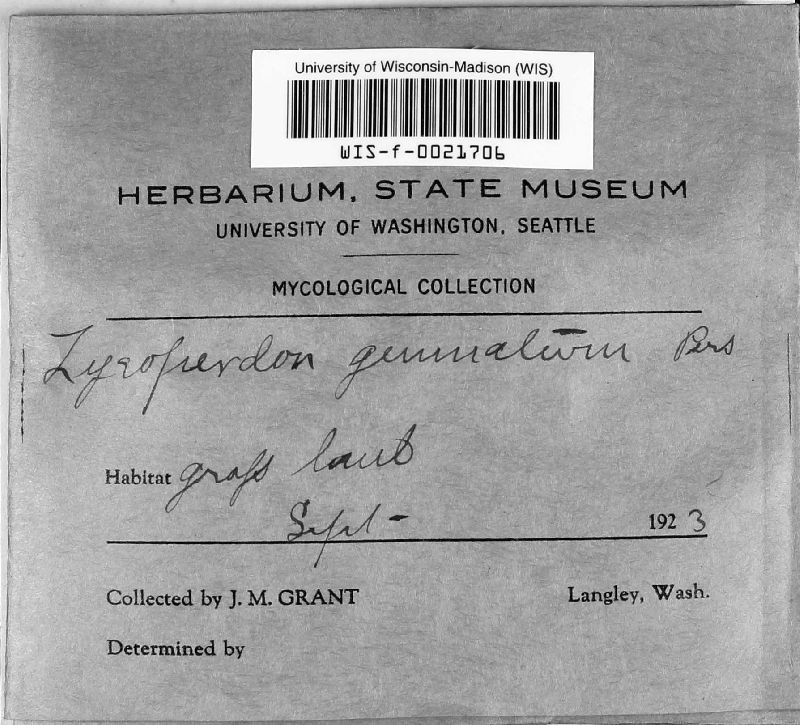 University of Wisconsin-Madison (WIS)
WIS-f-0021706
HERBARIUM, STATE MUSEUM
UNIVERSITY OF WASHINGTON, SEATTLE
MYCOLOGICAL COLLECTION
Lycoperdon gemmatum Pers
Habitat grass land
Sept - 1923
Collected by J. M. GRANT Langley, Wash.
Determined by